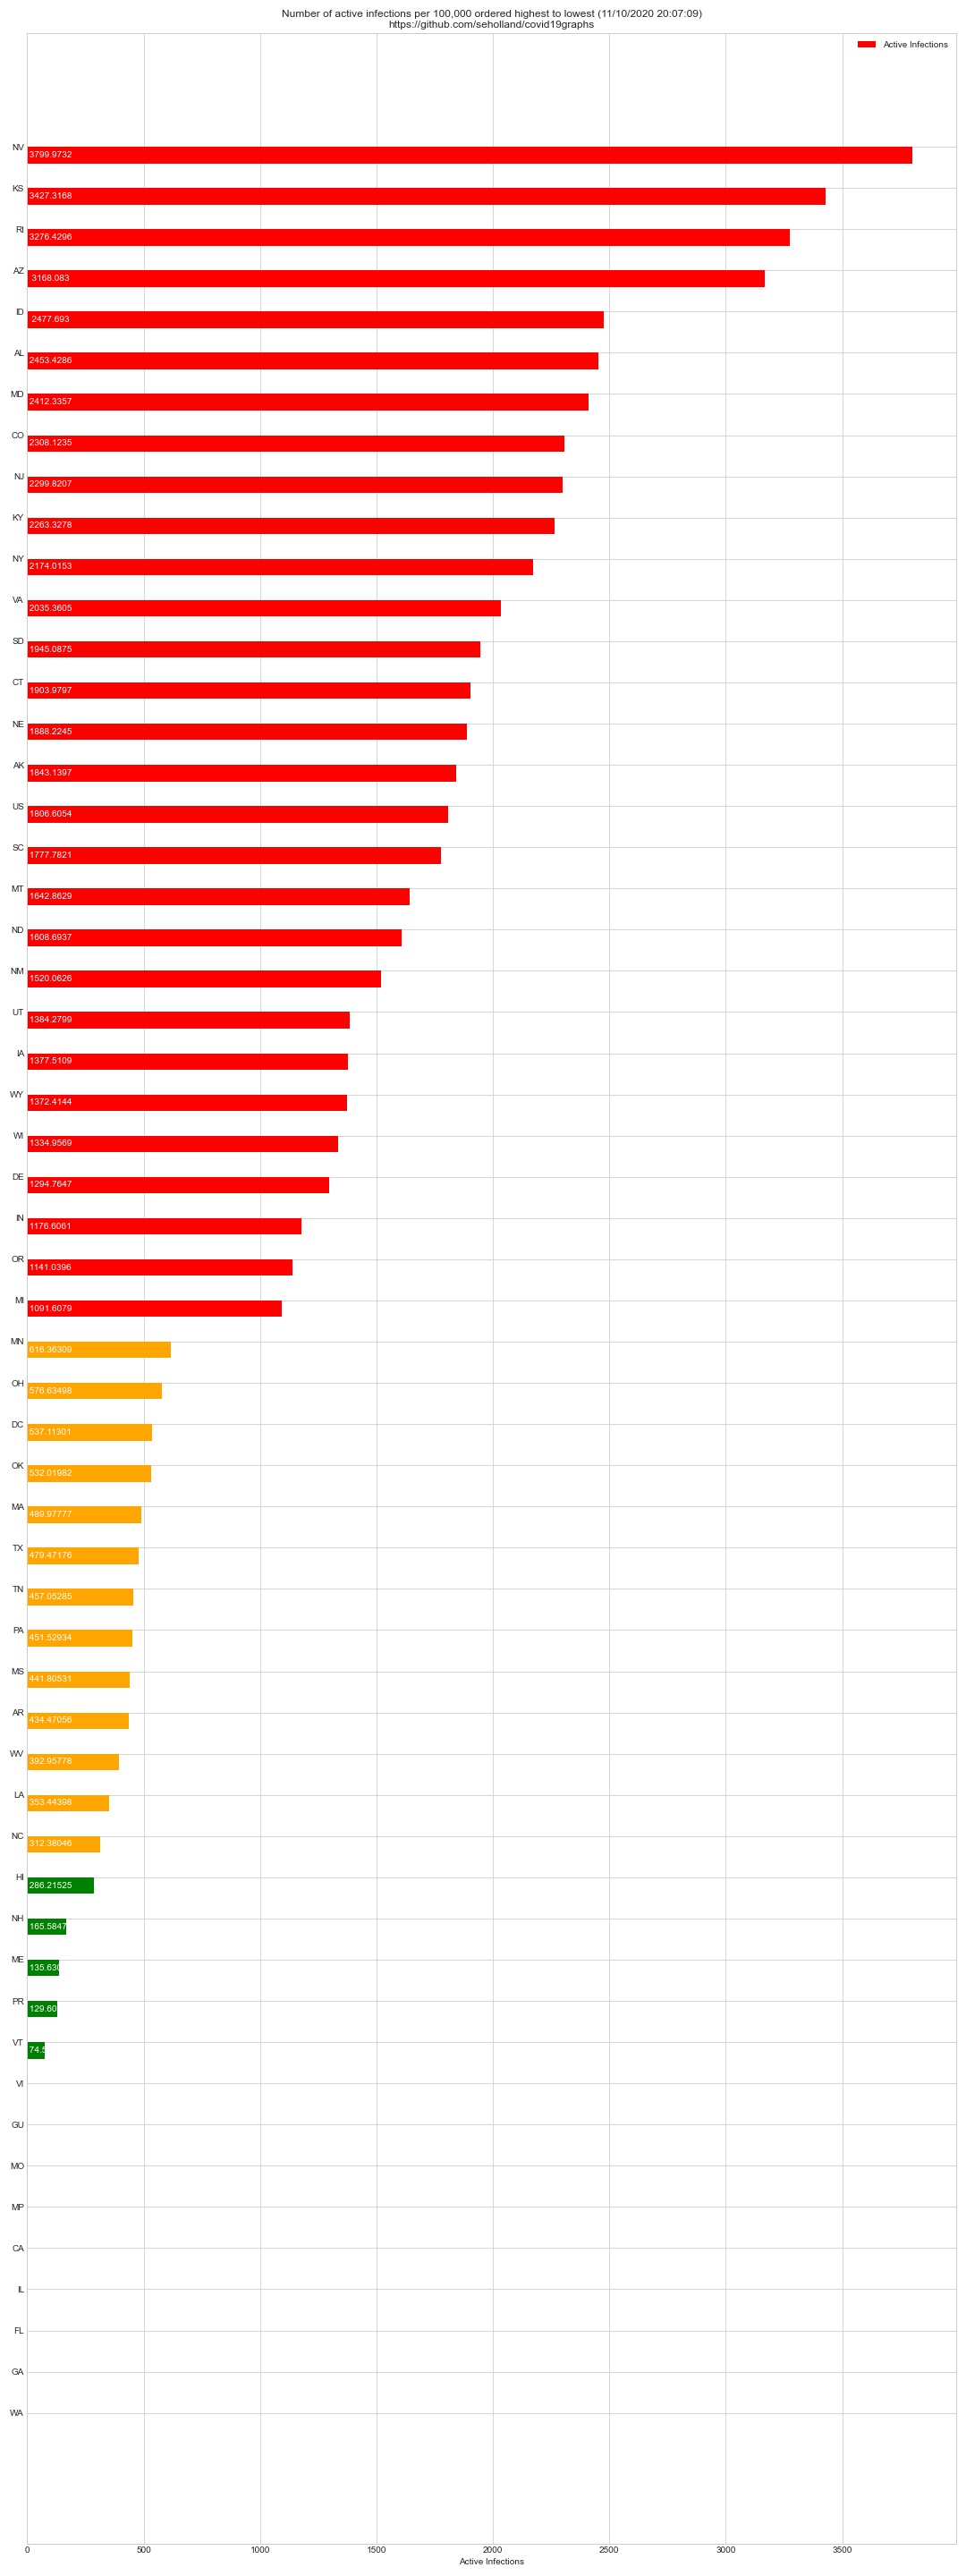 Number of active infections per 100,000 ordered highest to lowest (11/10/2020 20:07:09)
https://github.com/seholland/covid19graphs
Active Infections
NV 3799.9732
KS 3427.3168
RI 3276.4296
AZ 3168.083
ID 2477.693
AL 2453.4286
MD 2412.3357
CO 2308.1235
NJ 2299.8207
KY 2263.3278
NY 2174.0153
VA 2035.3605
SD 1945.0875
CT 1903.9797
NE 1888.2245
AK 1843.1397
US 1806.6054
SC 1777.7821
MT 1642.8629
ND 1608.6937
NM 1520.0626
UT 1384.2799
IA 1377.5109
WY 1372.4144
WI 1334.9569
DE 1294.7647
IN 1176.6061
OR 1141.0396
MI 1091.6079
MN 616.36309
OH 576.63498
DC 537.11301
OK 532.01982
MA 489.97777
TX 479.47176
TN 457.05285
PA 451.52934
MS 441.80531
AR 434.47056
WV 392.95778
LA 353.44398
NC 312.38046
HI 286.21525
NH 165.5847
ME 135.630
PR 129.60
VT 74.5
VI
GU
MO
MP
CA
IL
FL
GA
WA
0 500 1000 1500 2000 2500 3000 3500
Active Infections